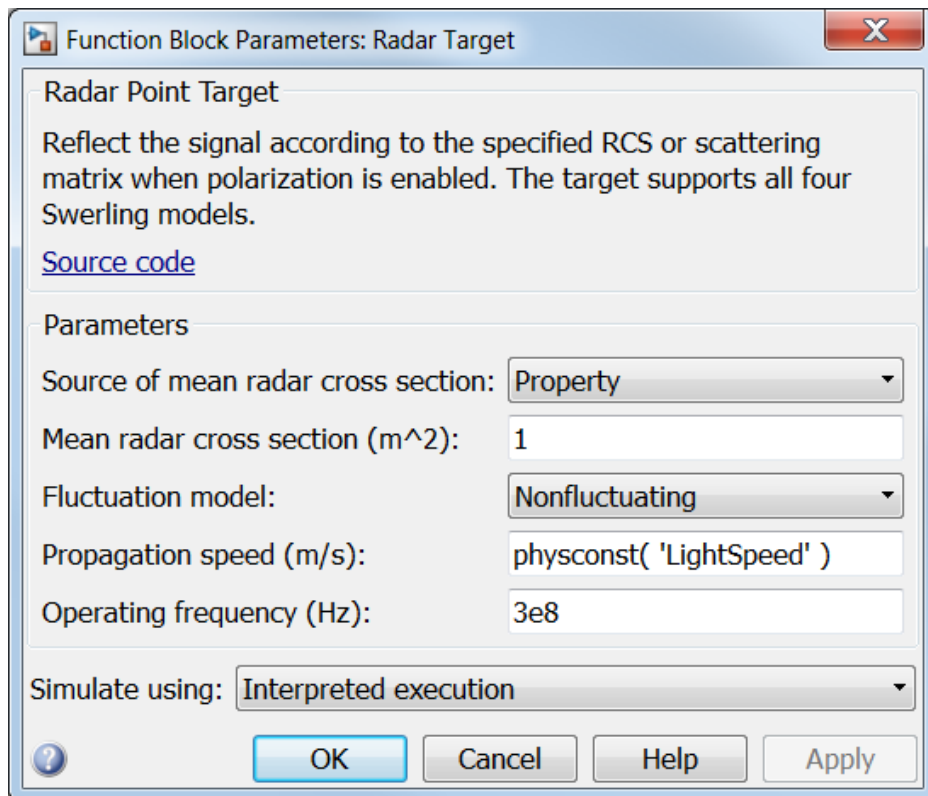 Function Block Parameters: Radar Target
Radar Point Target
Reflect the signal according to the specified RCS or scattering
matrix when polarization is enabled. The target supports all four
Swerling models.
Source code
Parameters
Source of mean radar cross section: Property
Mean radar cross section (m^2): 1
Fluctuation model: Nonfluctuating
Propagation speed (m/s): physconst( 'LightSpeed' )
Operating frequency (Hz): 3e8
Simulate using: Interpreted execution
? OK Cancel Help Apply